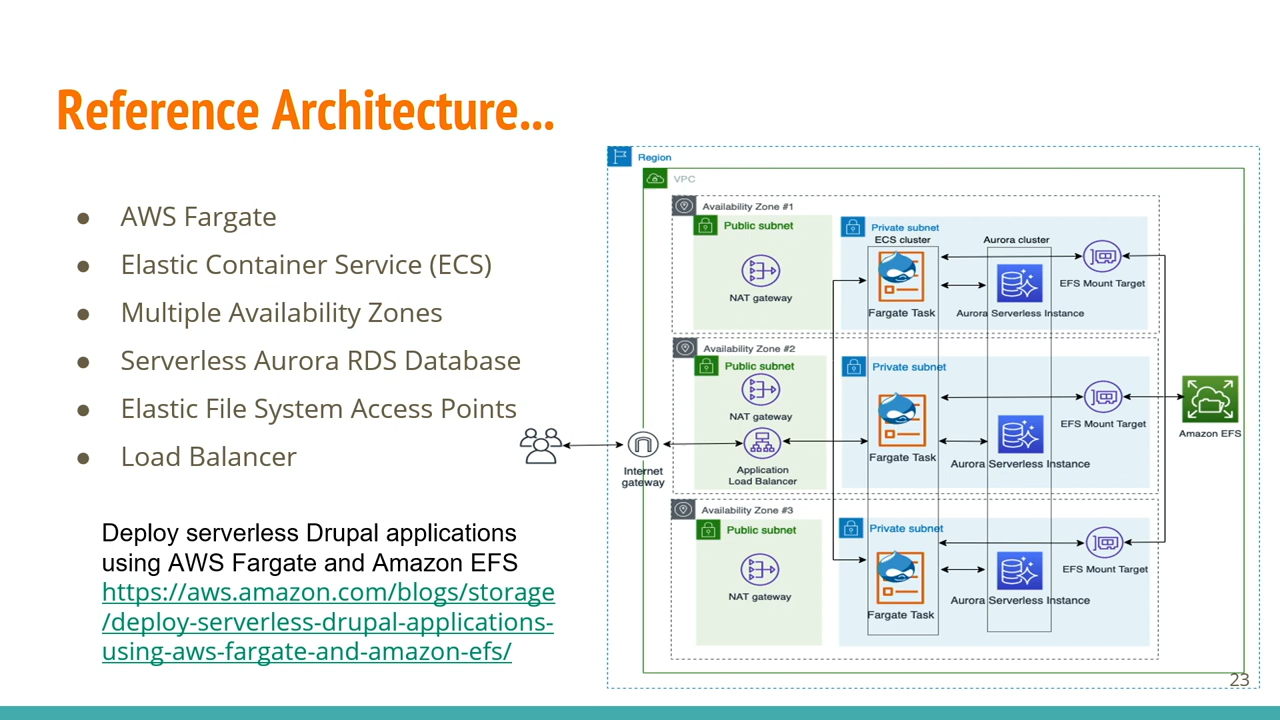 Reference Architecture...
● AWS Fargate
● Elastic Container Service (ECS)
● Multiple Availability Zones
● Serverless Aurora RDS Database
● Elastic File System Access Points
● Load Balancer
Deploy serverless Drupal applications
using AWS Fargate and Amazon EFS
https://aws.amazon.com/blogs/storage
/deploy-serverless-drupal-applications-
using-aws-fargate-and-amazon-efs/
Region
VPC
Availability Zone #1
Public subnet
NAT gateway
Private subnet
ECS cluster
Aurora cluster
Fargate Task
Aurora Serverless Instance
EFS Mount Target
Availability Zone #2
Public subnet
NAT gateway
Application
Load Balancer
Private subnet
Fargate Task
Aurora Serverless Instance
EFS Mount Target
Internet
gateway
Amazon EFS
Availability Zone #3
Public subnet
NAT gateway
Private subnet
Fargate Task
Aurora Serverless Instance
EFS Mount Target
23